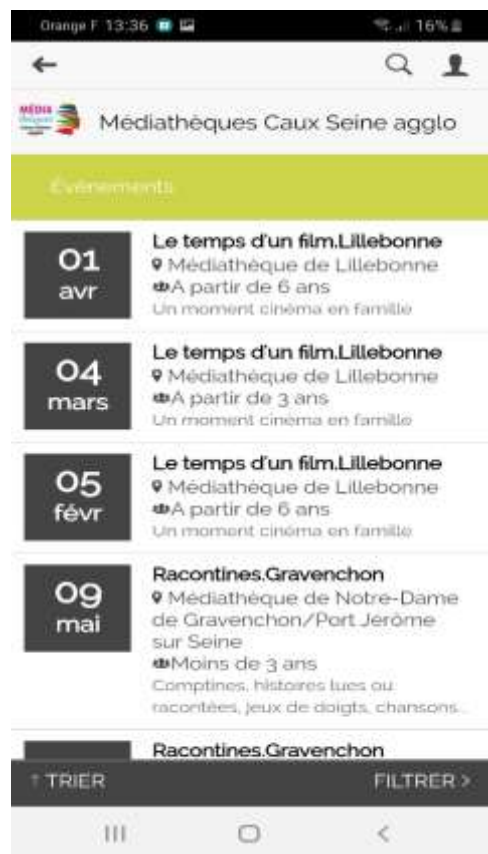 Orange F 13:36
16%
MÉDIA
Médiathèques Caux Seine agglo
Évènements
01
avr
Le temps d'un film.Lillebonne
Médiathèque de Lillebonne
A partir de 6 ans
Un moment cinéma en famille
04
mars
Le temps d'un film.Lillebonne
Médiathèque de Lillebonne
A partir de 3 ans
Un moment cinéma en famille
05
févr
Le temps d'un film.Lillebonne
Médiathèque de Lillebonne
A partir de 6 ans
Un moment cinéma en famille
09
mai
Racontines.Gravenchon
Médiathèque de Notre-Dame
de Gravenchon/Port Jérôme
sur Seine
Moins de 3 ans
Comptines, histoires lues ou
racontées, jeux de doigts, chansons...
Racontines.Gravenchon
↑ TRIER
FILTRER >